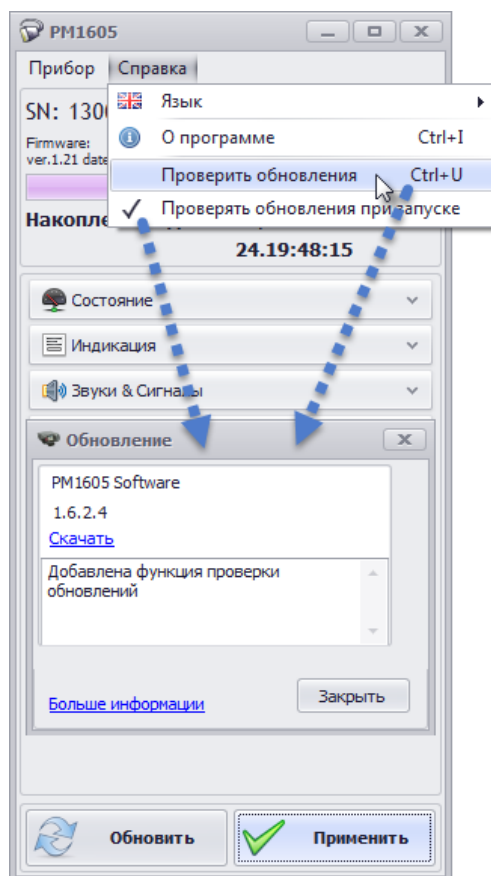 PM1605
Прибор Справка
SN: 1300
Язык
О программе Ctrl+I
Firmware:
ver.1.21 date
Проверить обновления Ctrl+U
Проверять обновления при запуске
24.19:48:15
Состояние
Индикация
Звуки & Сигналы
Обновление
PM1605 Software
1.6.2.4
Скачать
Добавлена функция проверки
обновлений
Больше информации
Закрыть
Обновить
Применить